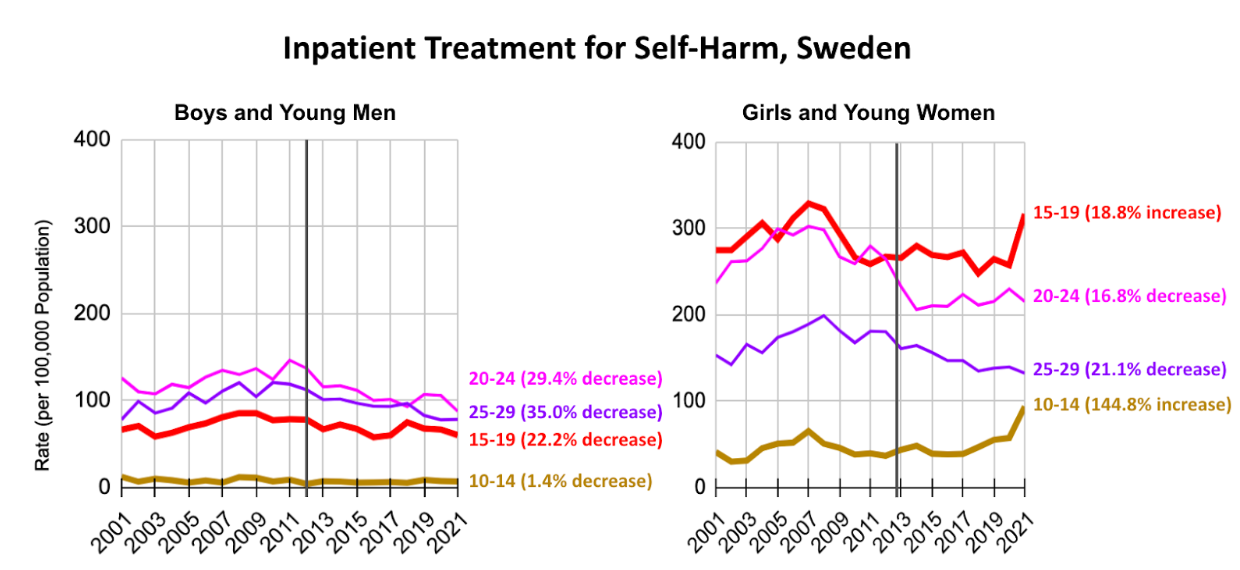 Inpatient Treatment for Self-Harm, Sweden
Boys and Young Men
Rate (per 100,000 Population)
400
300
200
100
0
2001
2003
2005
2007
2009
2011
2013
2015
2017
2019
2021
20-24 (29.4% decrease)
25-29 (35.0% decrease)
15-19 (22.2% decrease)
10-14 (1.4% decrease)
Girls and Young Women
400
300
200
100
0
2001
2003
2005
2007
2009
2011
2013
2015
2017
2019
2021
15-19 (18.8% increase)
20-24 (16.8% decrease)
25-29 (21.1% decrease)
10-14 (144.8% increase)